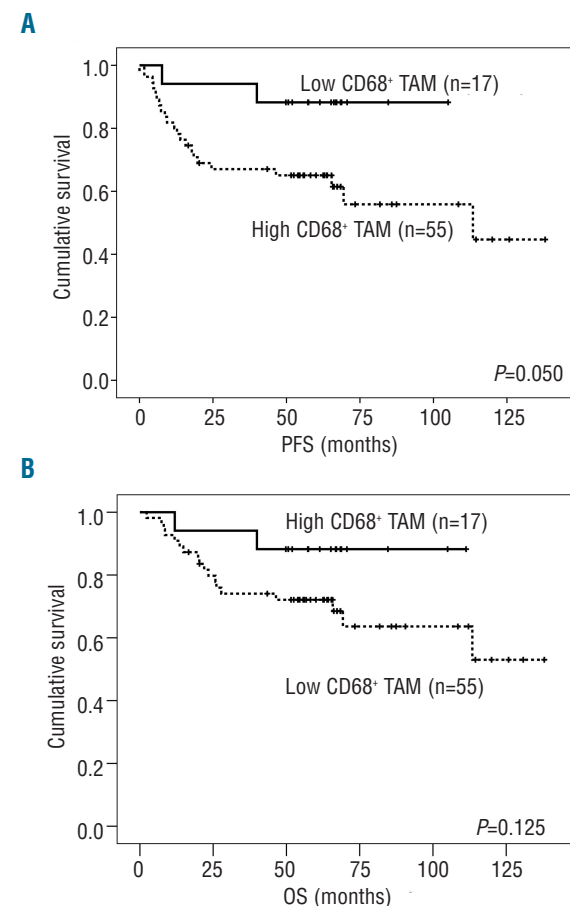 A
Cumulative survival
1.0
0.8
0.6
0.4
0.2
0.0
Low CD68⁺ TAM (n=17)
High CD68⁺ TAM (n=55)
P=0.050
0 25 50 75 100 125
PFS (months)
B
Cumulative survival
1.0
0.8
0.6
0.4
0.2
0.0
High CD68⁺ TAM (n=17)
Low CD68⁺ TAM (n=55)
P=0.125
0 25 50 75 100 125
OS (months)